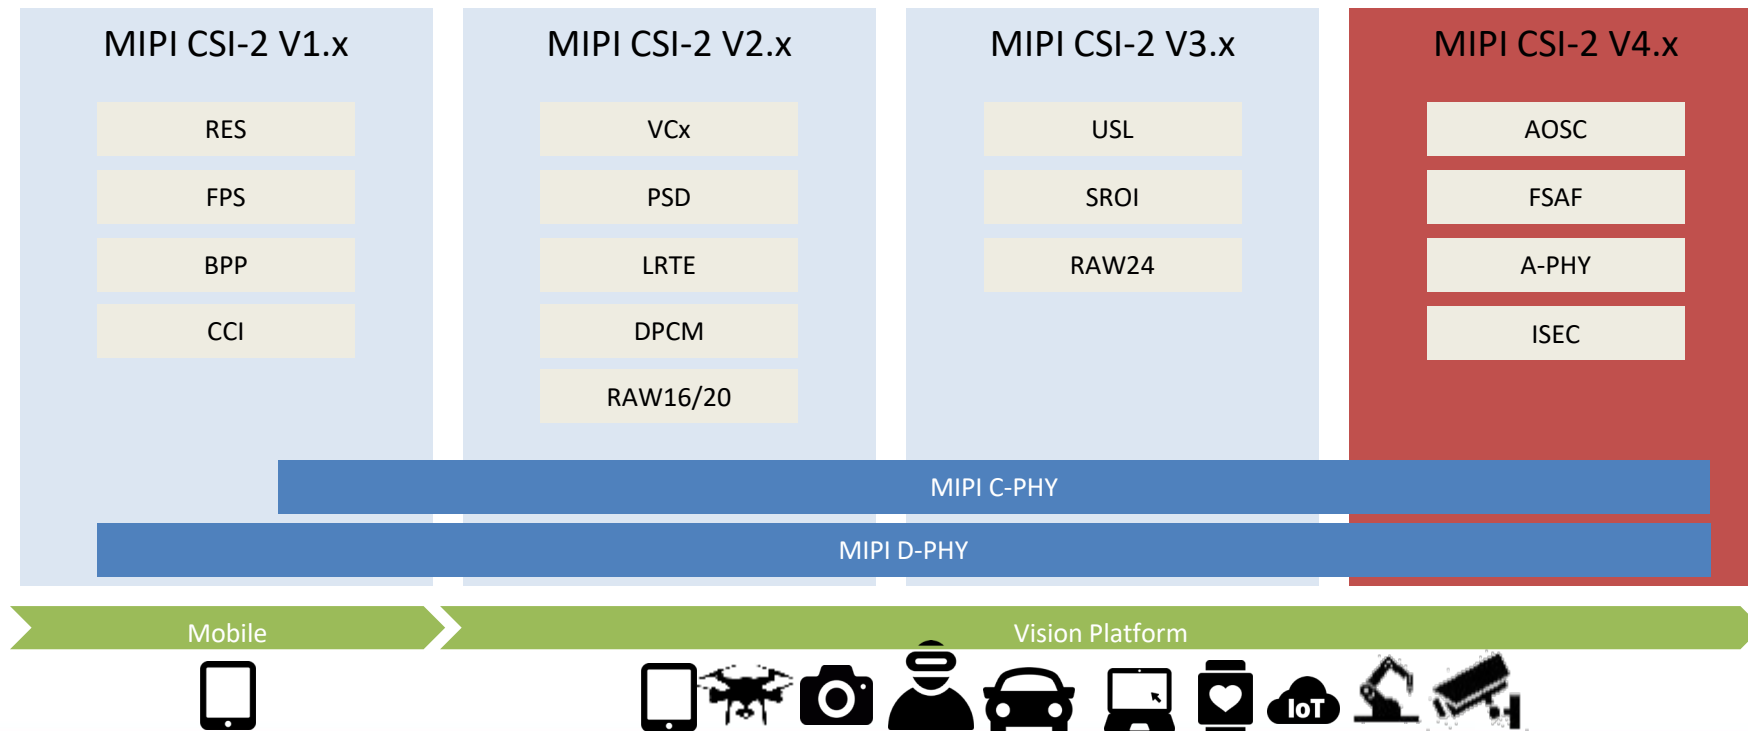 MIPI CSI-2 V1.x
RES
FPS
BPP
CCI
MIPI CSI-2 V2.x
VCx
PSD
LRTE
DPCM
RAW16/20
MIPI CSI-2 V3.x
USL
SROI
RAW24
MIPI CSI-2 V4.x
AOSC
FSAF
A-PHY
ISEC
MIPI C-PHY
MIPI D-PHY
Mobile
Vision Platform
IoT